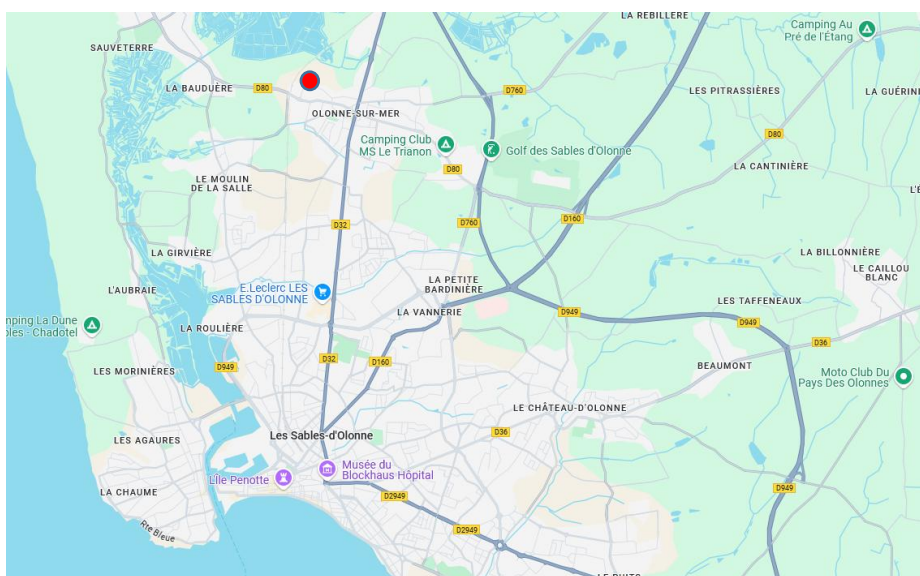 LA REBILLERE
Camping Au
Pré de l'Étang
SAUVETERRE
LA BAUDUÈRE
D80
D760
LES PITRASSIÈRES
LA GUÉRIN
OLONNE-SUR-MER
D80
Camping Club
MS Le Trianon
Golf des Sables d'Olonne
D80
LA CANTINIÈRE
LE MOULIN
DE LA SALLE
D32
D760
D160
LA GIRVIÈRE
LA BILLONNIÈRE
LE CAILLOU
BLANC
L'AUBRAIE
E.Leclerc LES
SABLES D'OLONNE
LA PETITE
BARDINIÈRE
LA VANNERIE
LES TAFFENEAUX
D949
D949
mping La Dune
bles - Chadotel
LA ROULIÈRE
D36
D32
D160
D949
LES MORINIÈRES
BEAUMONT
Moto Club Du
Pays Des Olonnes
LE CHÂTEAU-D'OLONNE
LES AGAURES
Les Sables-d'Olonne
D36
Musée du
Blockhaus Hôpital
L'île Penotte
LA CHAUME
D2949
D949
Rte Bleue
D2949